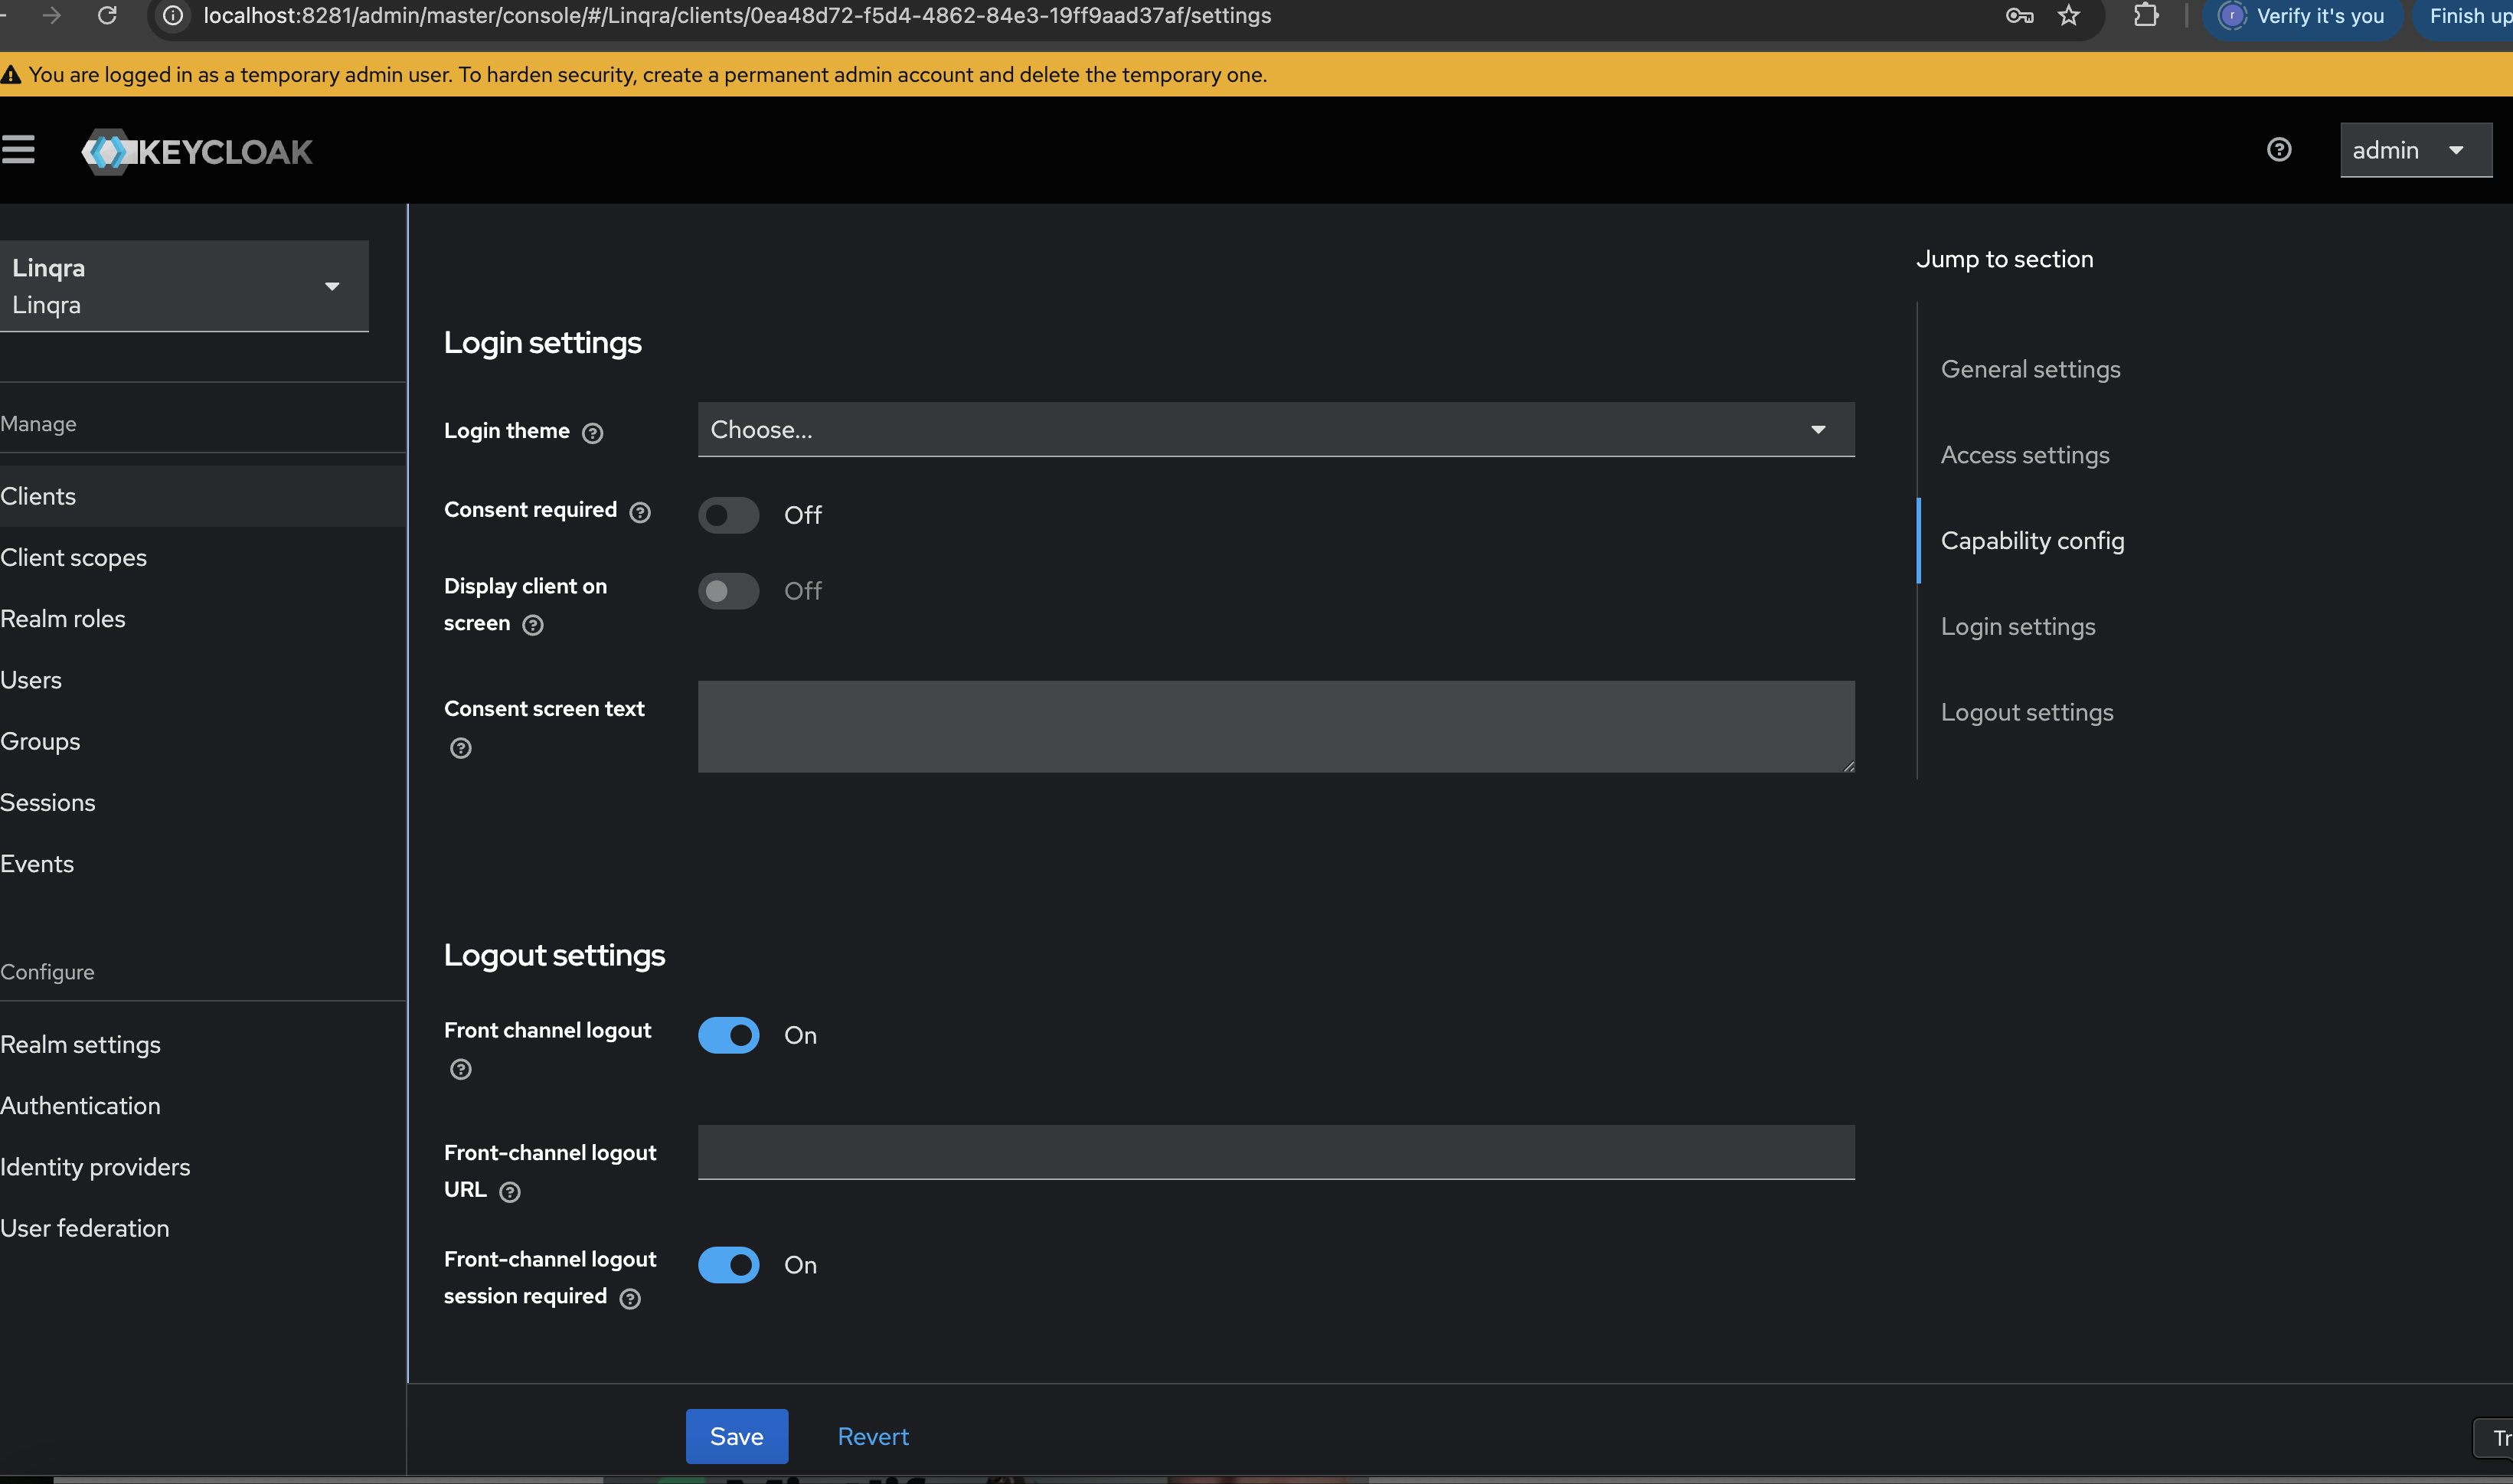 localhost:8281/admin/master/console/#/Linqra/clients/0ea48d72-f5d4-4862-84e3-19ff9aad37af/settings
Verify it's you
Finish up
You are logged in as a temporary admin user. To harden security, create a permanent admin account and delete the temporary one.
KEYCLOAK
admin
Linqra
Linqra
Manage
Clients
Client scopes
Realm roles
Users
Groups
Sessions
Events
Configure
Realm settings
Authentication
Identity providers
User federation
Login settings
Login theme
Choose...
Consent required
Off
Display client on
screen
Off
Consent screen text
Logout settings
Front channel logout
On
Front-channel logout
URL
Front-channel logout
session required
On
Save
Revert
Jump to section
General settings
Access settings
Capability config
Login settings
Logout settings